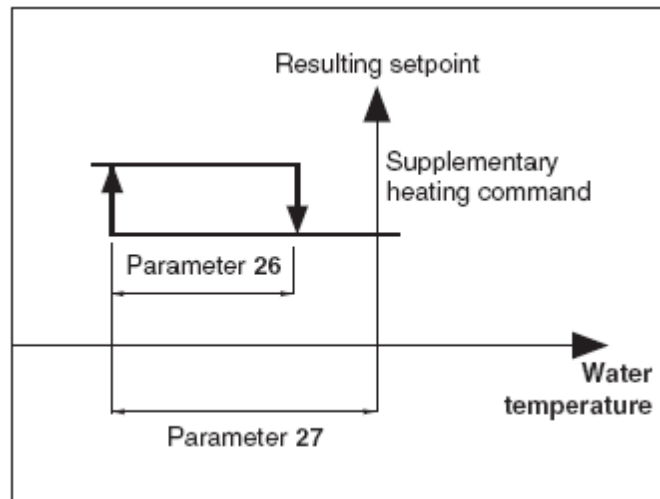 Resulting setpoint
Supplementary
heating command
Parameter 26
Water
temperature
Parameter 27